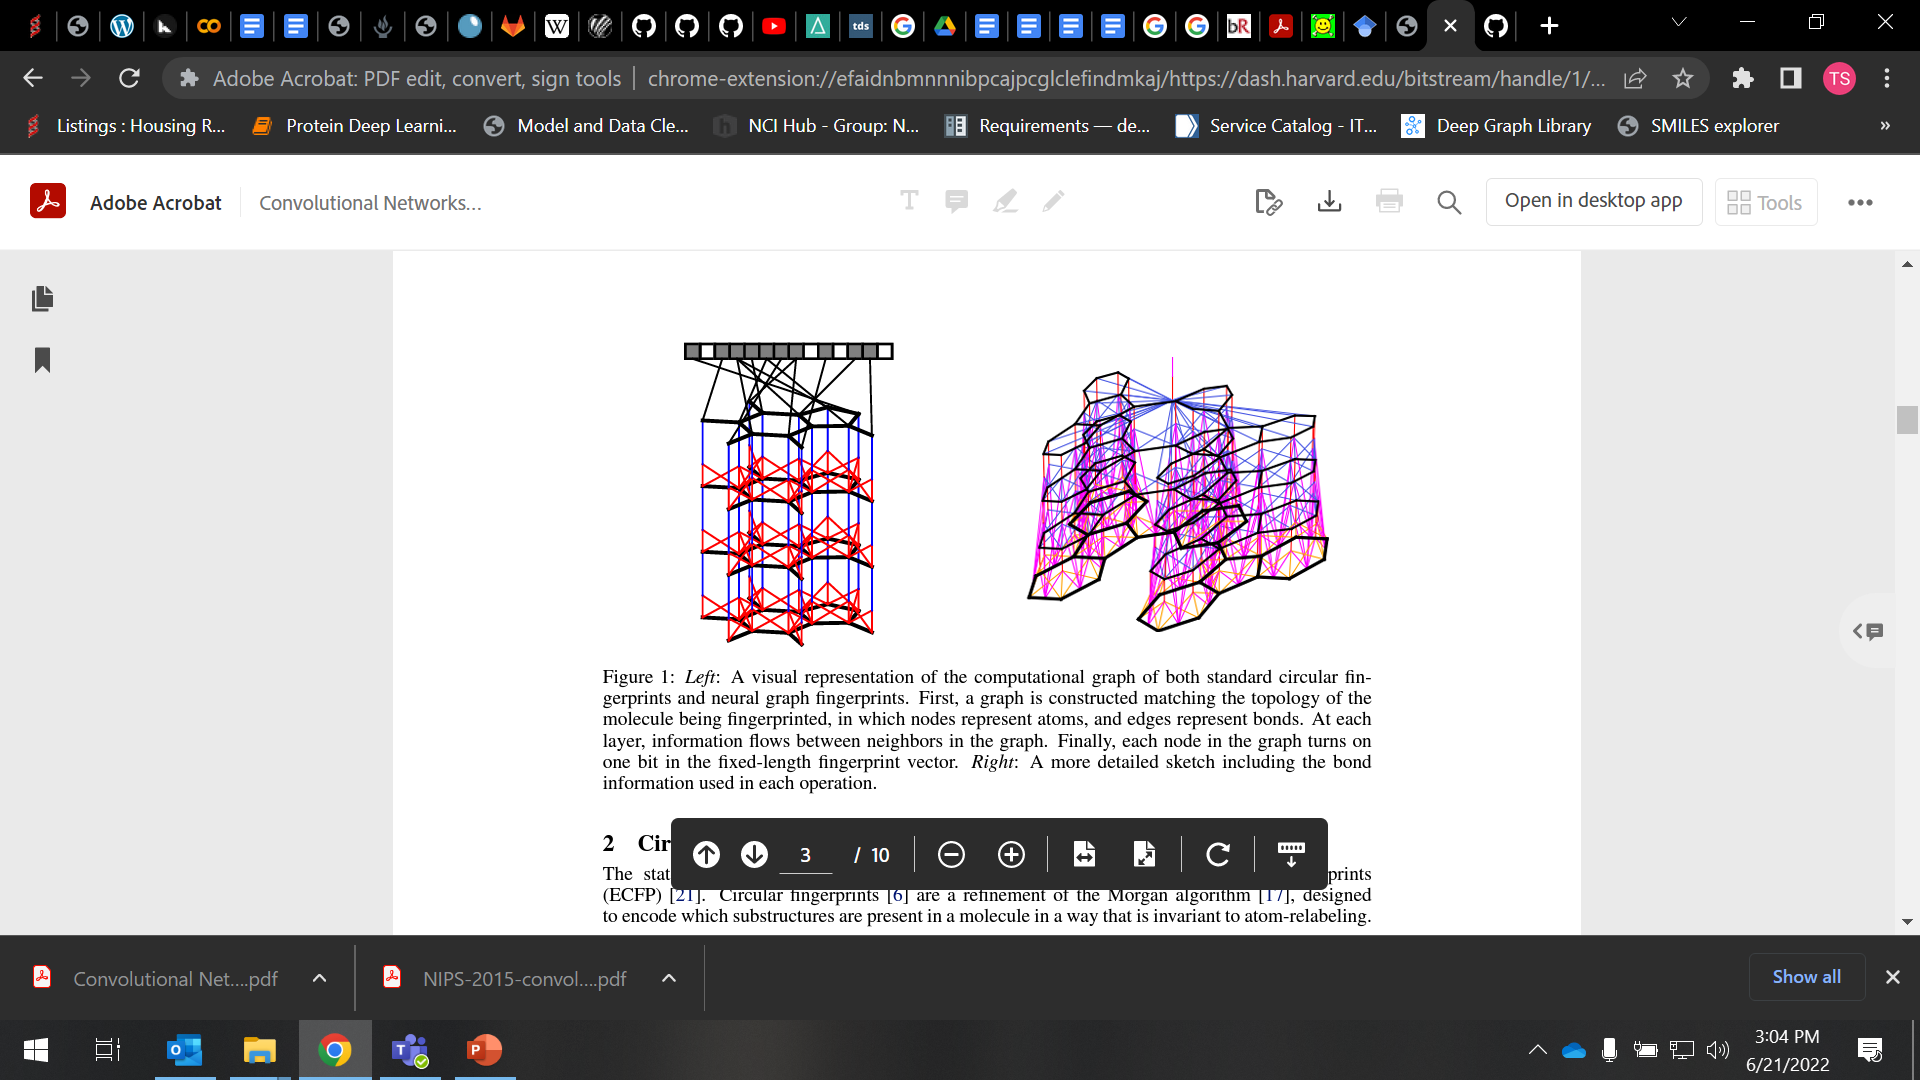 tds
bR
Adobe Acrobat: PDF edit, convert, sign tools | chrome-extension://efaidnbmnnnibpcajpcglclefindmkaj/https://dash.harvard.edu/bitstream/handle/1/...
TS
Listings : Housing R... Protein Deep Learni... Model and Data Cle... NCI Hub - Group: N... Requirements — de... Service Catalog - IT... Deep Graph Library SMILES explorer »
Adobe Acrobat Convolutional Networks... Open in desktop app Tools
Figure 1: Left: A visual representation of the computational graph of both standard circular fin-
gerprints and neural graph fingerprints. First, a graph is constructed matching the topology of the
molecule being fingerprinted, in which nodes represent atoms, and edges represent bonds. At each
layer, information flows between neighbors in the graph. Finally, each node in the graph turns on
one bit in the fixed-length fingerprint vector. Right: A more detailed sketch including the bond
information used in each operation.
2 Cir
3 / 10
The stat prints
(ECFP) [21]. Circular fingerprints [6] are a refinement of the Morgan algorithm [17], designed
to encode which substructures are present in a molecule in a way that is invariant to atom-relabeling.
Convolutional Net....pdf NIPS-2015-convol....pdf Show all
3:04 PM
6/21/2022